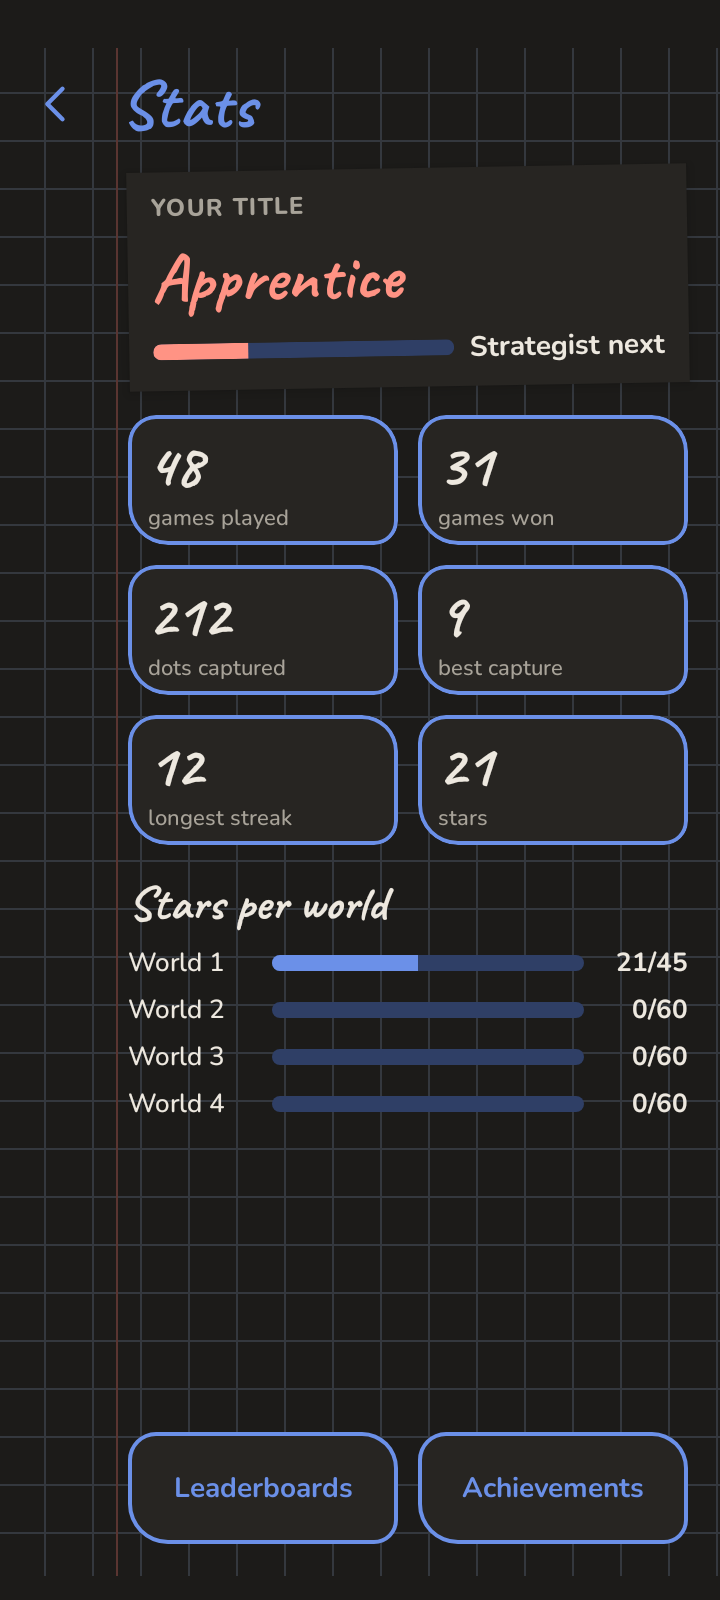 Stats
YOUR TITLE
Apprentice
Strategist next
48
games played
31
games won
212
dots captured
9
best capture
12
longest streak
21
stars
Stars per world
World 1 21/45
World 2 0/60
World 3 0/60
World 4 0/60
Leaderboards
Achievements